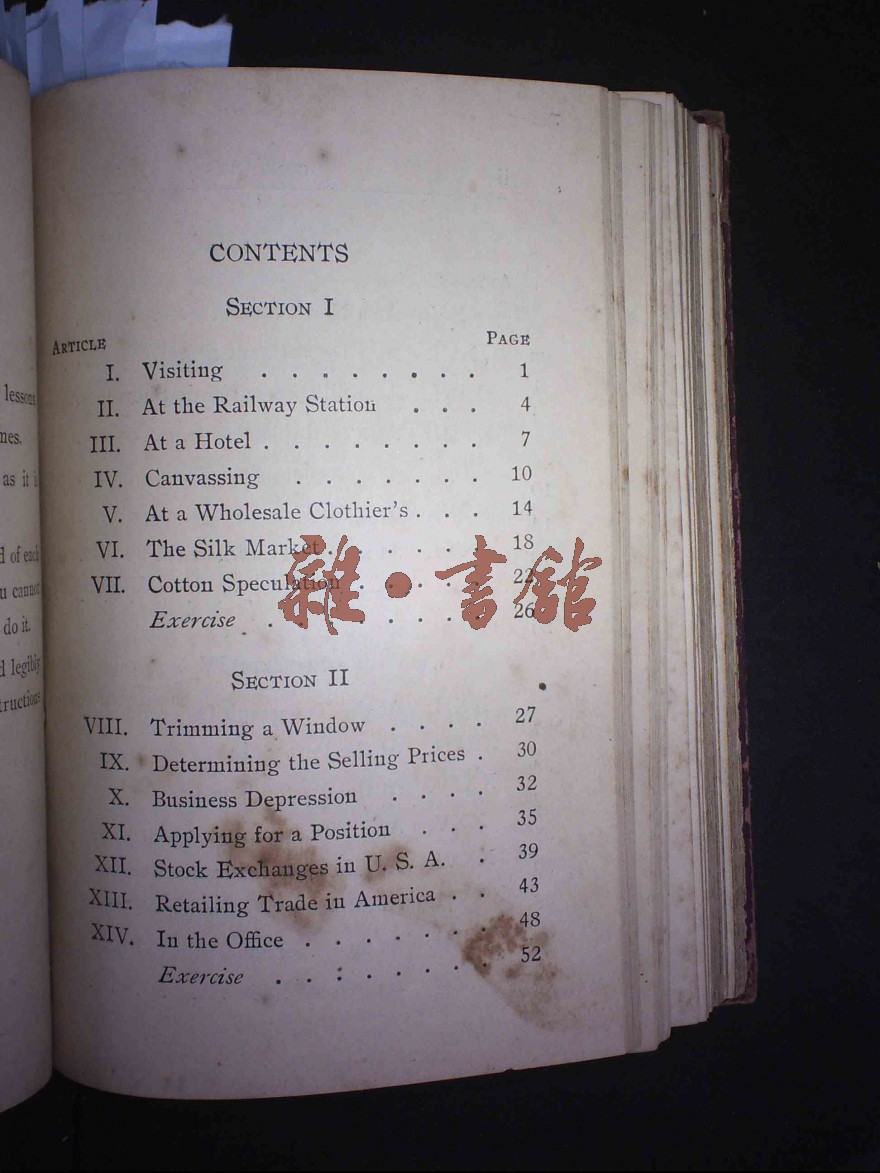 lessons
nes.
as it i
d of each
u cannot
do it.
d legibly
tructions
CONTENTS
SECTION I
ARTICLE PAGE
I. Visiting . . . . . . . . 1
II. At the Railway Station . . . 4
III. At a Hotel . . . . . . . . 7
IV. Canvassing . . . . . . . 10
V. At a Wholesale Clothier's . . . 14
VI. The Silk Market . . . . . . 18
VII. Cotton Speculation . . . . . 22
Exercise . . . . . . . . 26
雜・書館
SECTION II
VIII. Trimming a Window . . . . 27
IX. Determining the Selling Prices . 30
X. Business Depression . . . . 32
XI. Applying for a Position . . . 35
XII. Stock Exchanges in U. S. A. . 39
XIII. Retailing Trade in America . . 43
XIV. In the Office . . . . . . . 48
Exercise . . . . . . . . 52